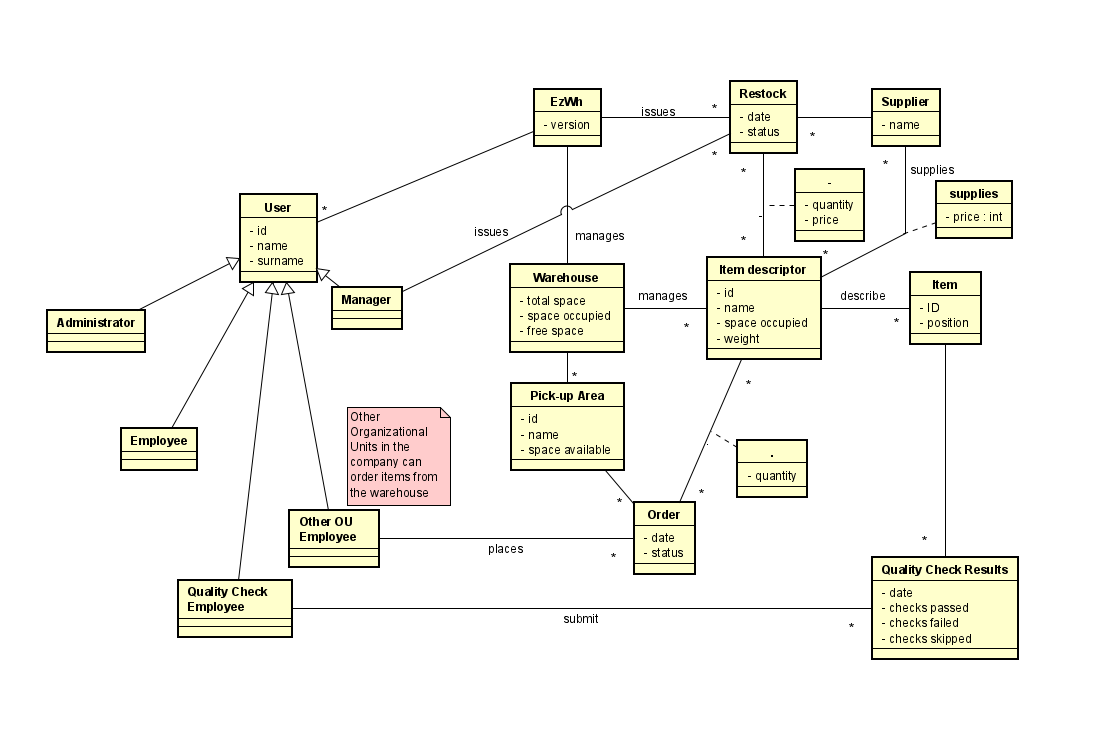 EzWh
- version
issues
*
Restock
- date
- status
*
Supplier
- name
*
supplies
supplies
- price : int
*
*
-
- quantity
- price
-
*
*
User
- id
- name
- surname
*
issues
manages
Manager
Administrator
Warehouse
- total space
- space occupied
- free space
manages
*
Item descriptor
- id
- name
- space occupied
- weight
describe
*
Item
- ID
- position
*
Pick-up Area
- id
- name
- space available
*
.
- quantity
Employee
Other
Organizational
Units in the
company can
order items from
the warehouse
Other OU
Employee
places
*
*
*
Order
- date
- status
Quality Check
Employee
submit
*
*
Quality Check Results
- date
- checks passed
- checks failed
- checks skipped